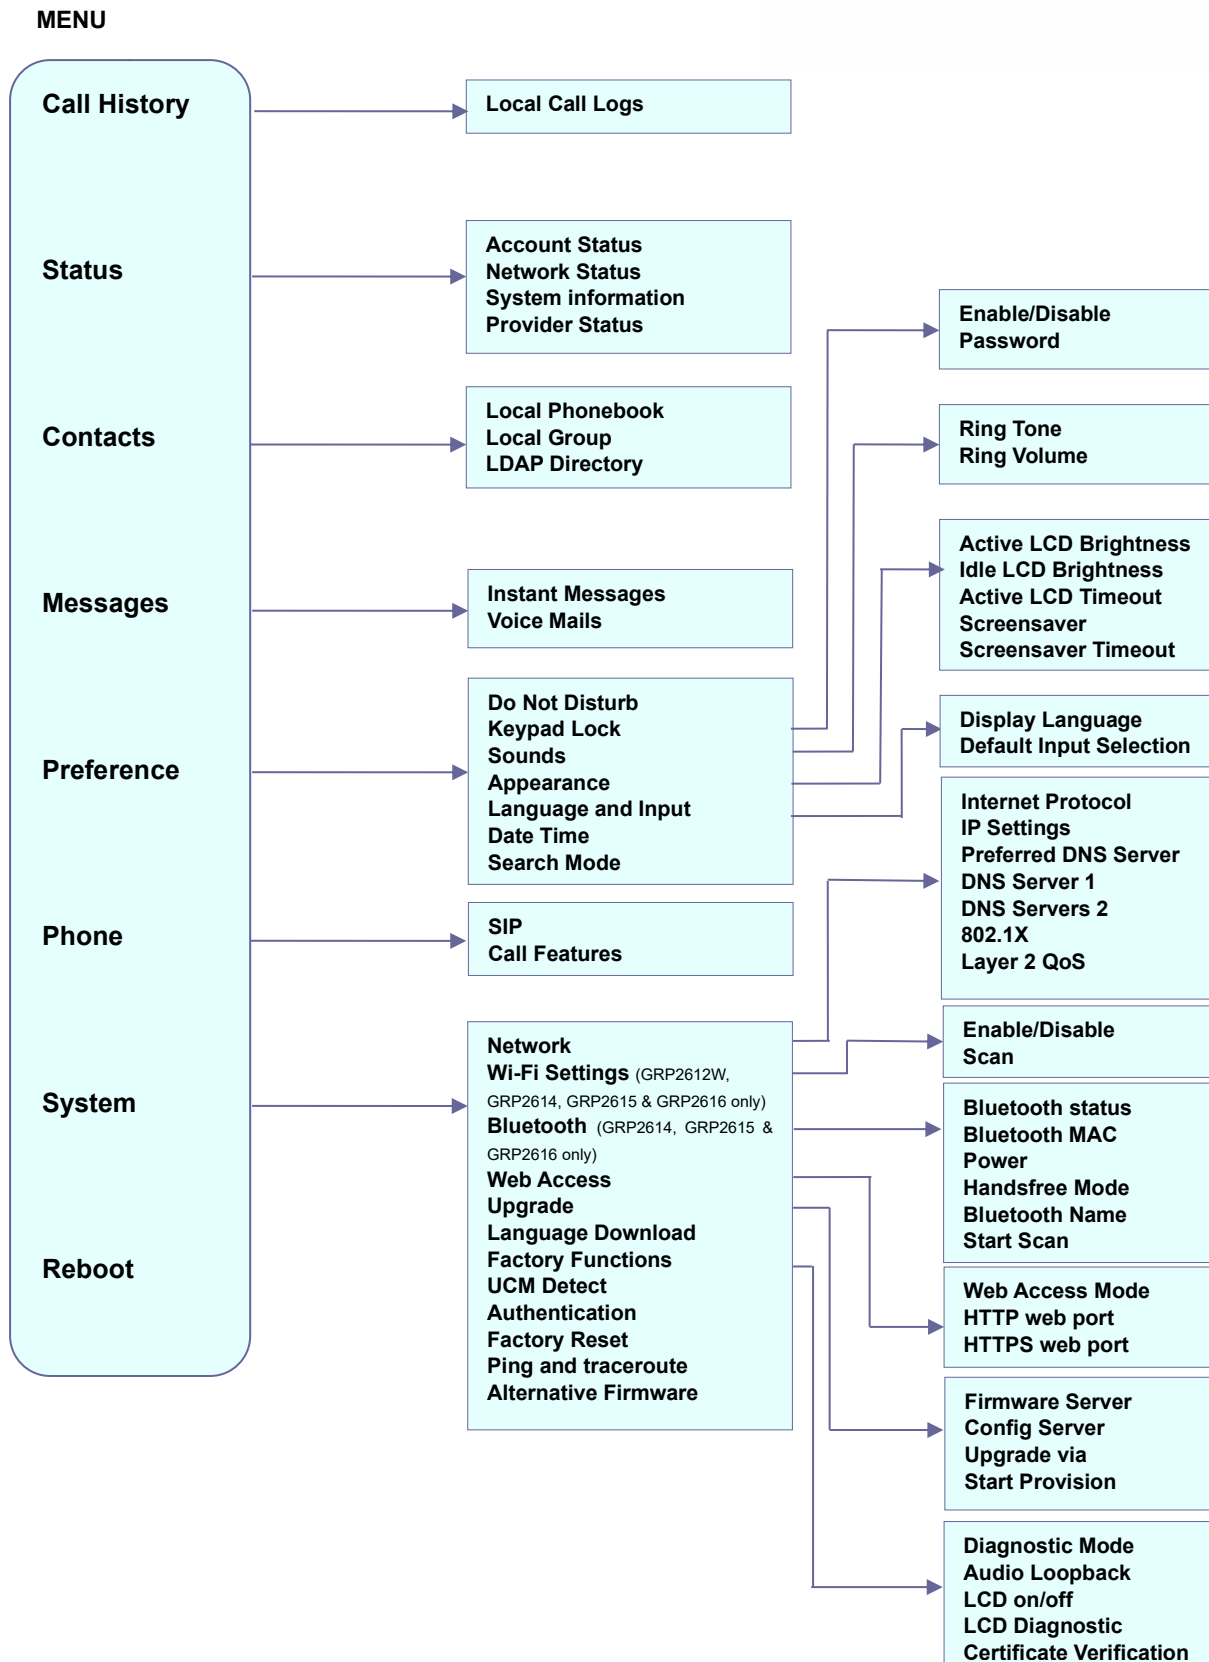 MENU
Call History
Status
Contacts
Messages
Preference
Phone
System
Reboot
Local Call Logs
Account Status
Network Status
System information
Provider Status
Local Phonebook
Local Group
LDAP Directory
Instant Messages
Voice Mails
Do Not Disturb
Keypad Lock
Sounds
Appearance
Language and Input
Date Time
Search Mode
SIP
Call Features
Network
Wi-Fi Settings (GRP2612W,
GRP2614, GRP2615 & GRP2616 only)
Bluetooth (GRP2614, GRP2615 &
GRP2616 only)
Web Access
Upgrade
Language Download
Factory Functions
UCM Detect
Authentication
Factory Reset
Ping and traceroute
Alternative Firmware
Enable/Disable
Password
Ring Tone
Ring Volume
Active LCD Brightness
Idle LCD Brightness
Active LCD Timeout
Screensaver
Screensaver Timeout
Display Language
Default Input Selection
Internet Protocol
IP Settings
Preferred DNS Server
DNS Server 1
DNS Servers 2
802.1X
Layer 2 QoS
Enable/Disable
Scan
Bluetooth status
Bluetooth MAC
Power
Handsfree Mode
Bluetooth Name
Start Scan
Web Access Mode
HTTP web port
HTTPS web port
Firmware Server
Config Server
Upgrade via
Start Provision
Diagnostic Mode
Audio Loopback
LCD on/off
LCD Diagnostic
Certificate Verification